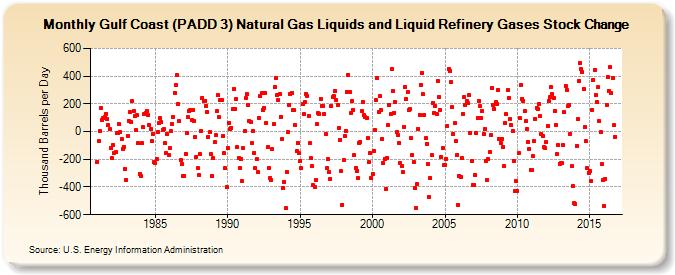 Monthly Gulf Coast (PADD 3) Natural Gas Liquids and Liquid Refinery Gases Stock Change
Thousand Barrels per Day
600
400
200
0
-200
-400
-600
1985 1990 1995 2000 2005 2010 2015
Source: U.S. Energy Information Administration